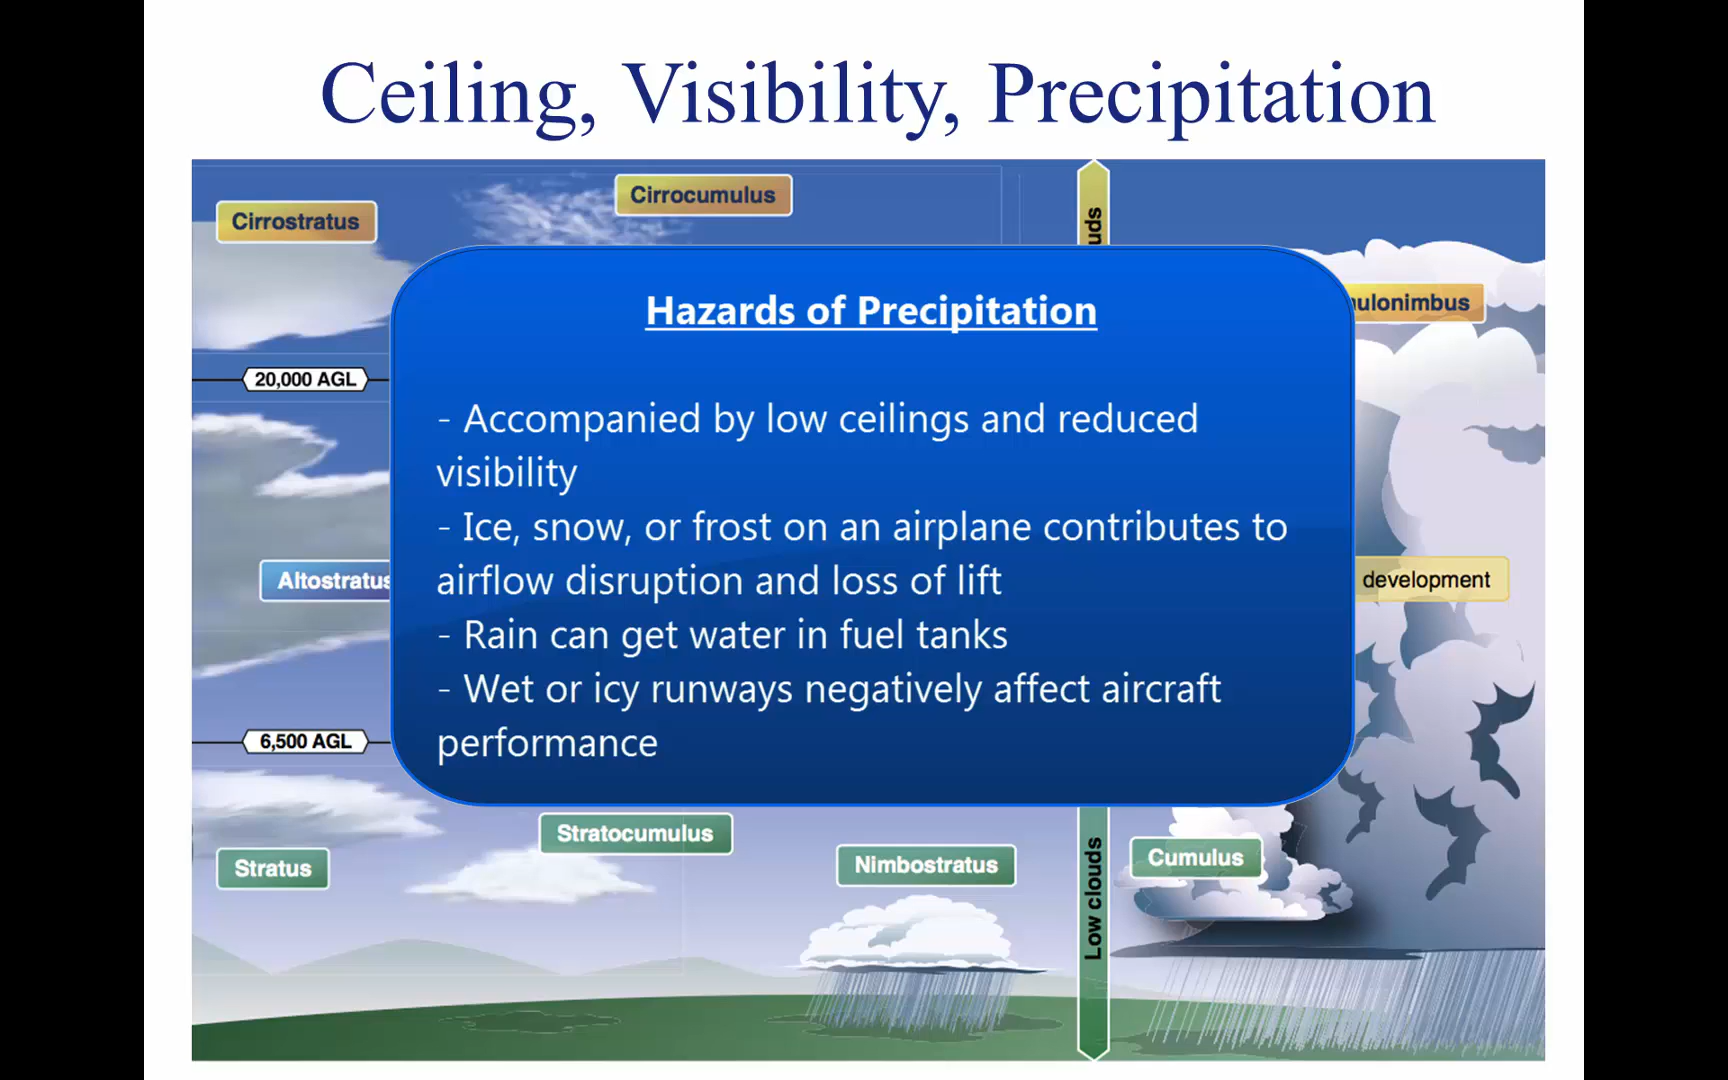 Ceiling, Visibility, Precipitation
Cirrostratus
Cirrocumulus
20,000 AGL
Altostratus
6,500 AGL
Hazards of Precipitation
- Accompanied by low ceilings and reduced
visibility
- Ice, snow, or frost on an airplane contributes to
airflow disruption and loss of lift
- Rain can get water in fuel tanks
- Wet or icy runways negatively affect aircraft
performance
development
Stratus
Stratocumulus
Nimbostratus
Low clouds
Cumulus